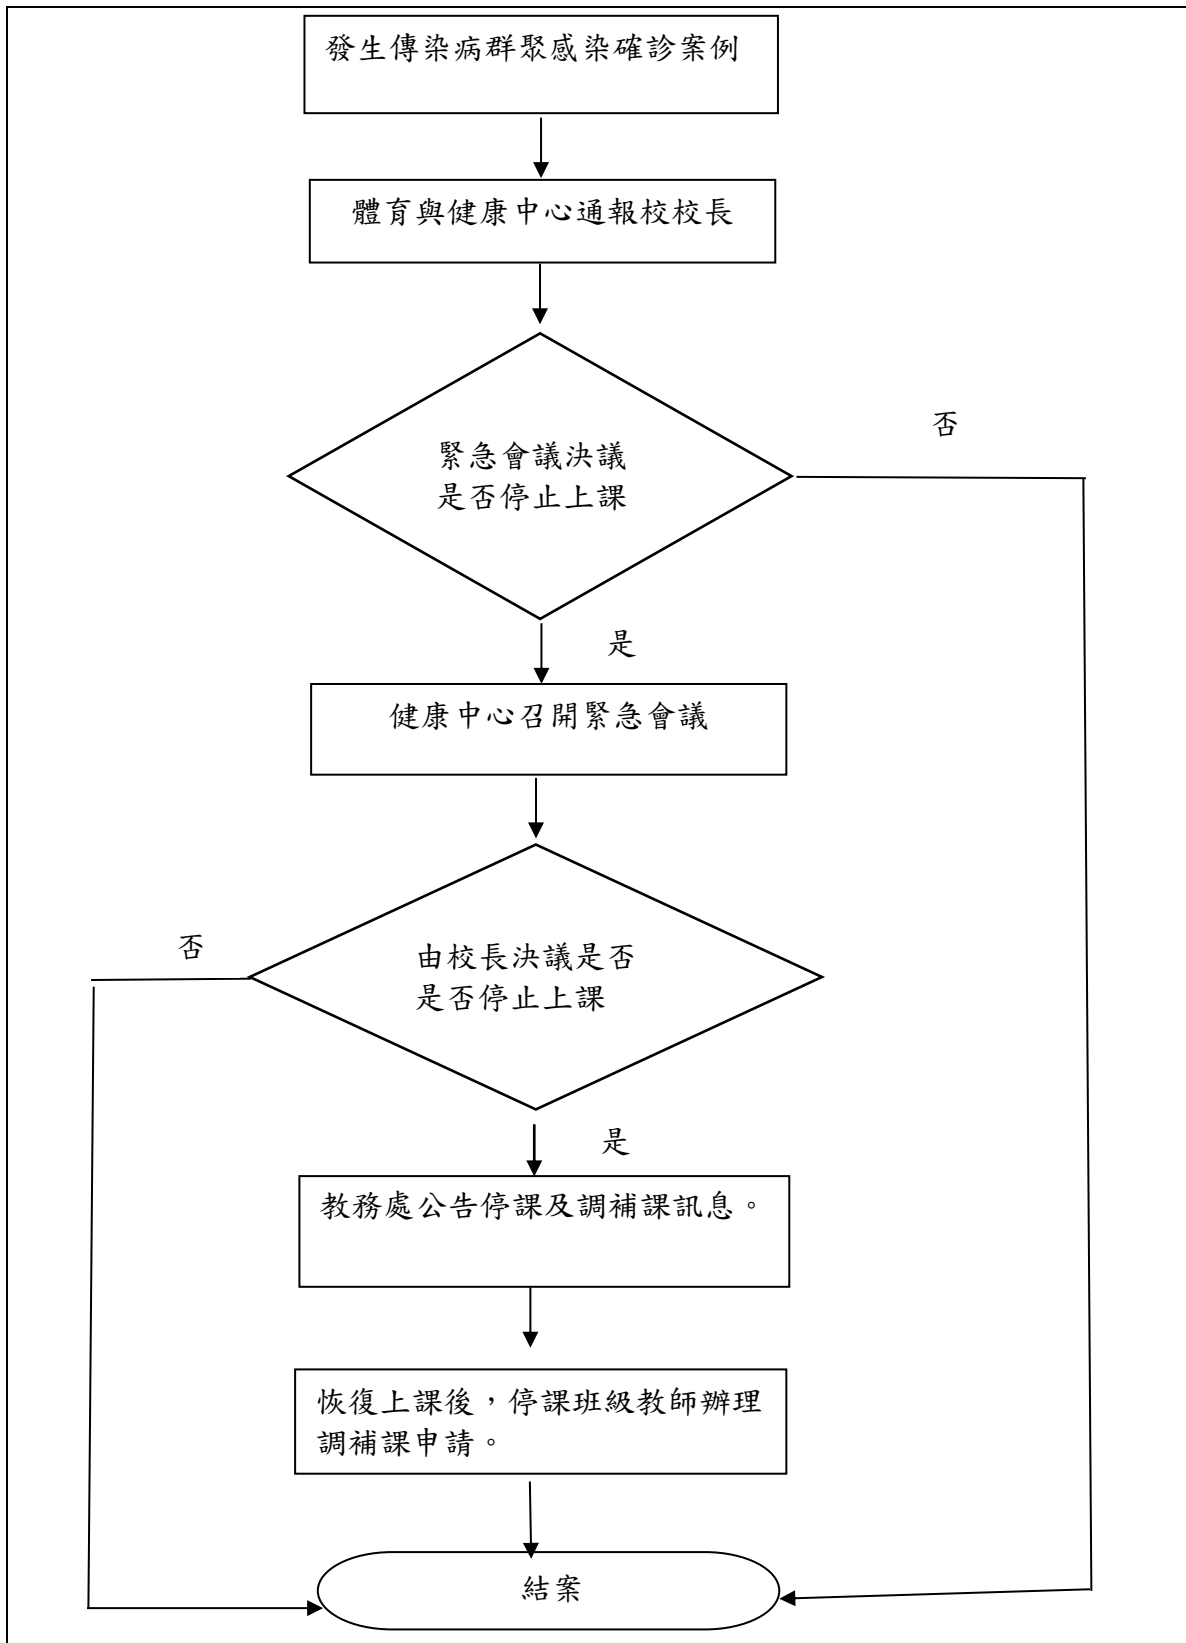 發生傳染病群聚感染確診案例
體育與健康中心通報校校長
否
緊急會議決議
是否停止上課
是
健康中心召開緊急會議
否
由校長決議是否
是否停止上課
是
教務處公告停課及調補課訊息。
恢復上課後，停課班級教師辦理
調補課申請。
結案